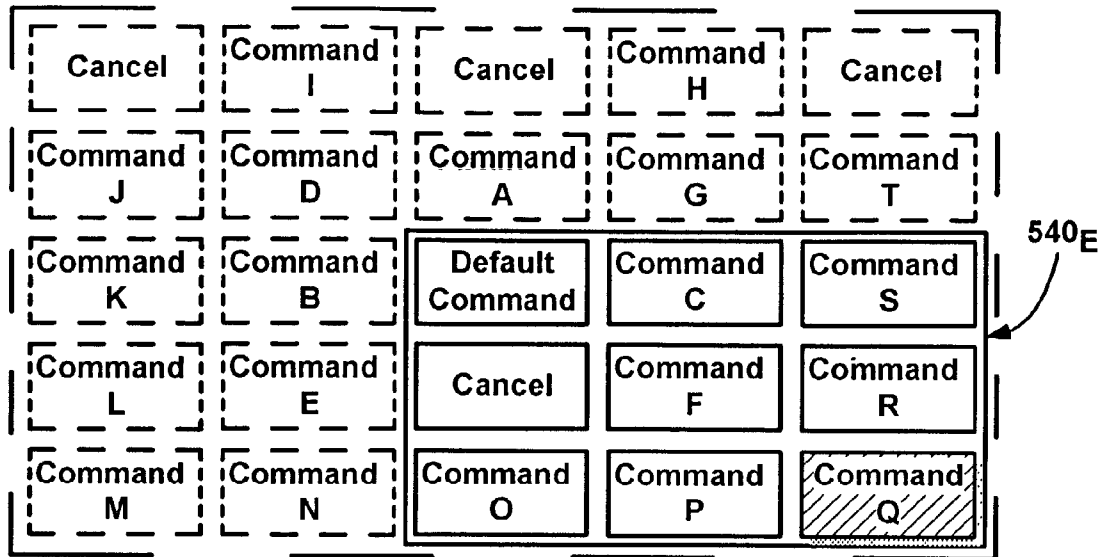 Cancel
Command
I
Cancel
Command
H
Cancel
Command
J
Command
D
Command
A
Command
G
Command
T
Command
K
Command
B
Default
Command
Command
C
Command
S
540E
Command
L
Command
E
Cancel
Command
F
Command
R
Command
M
Command
N
Command
O
Command
P
Command
Q